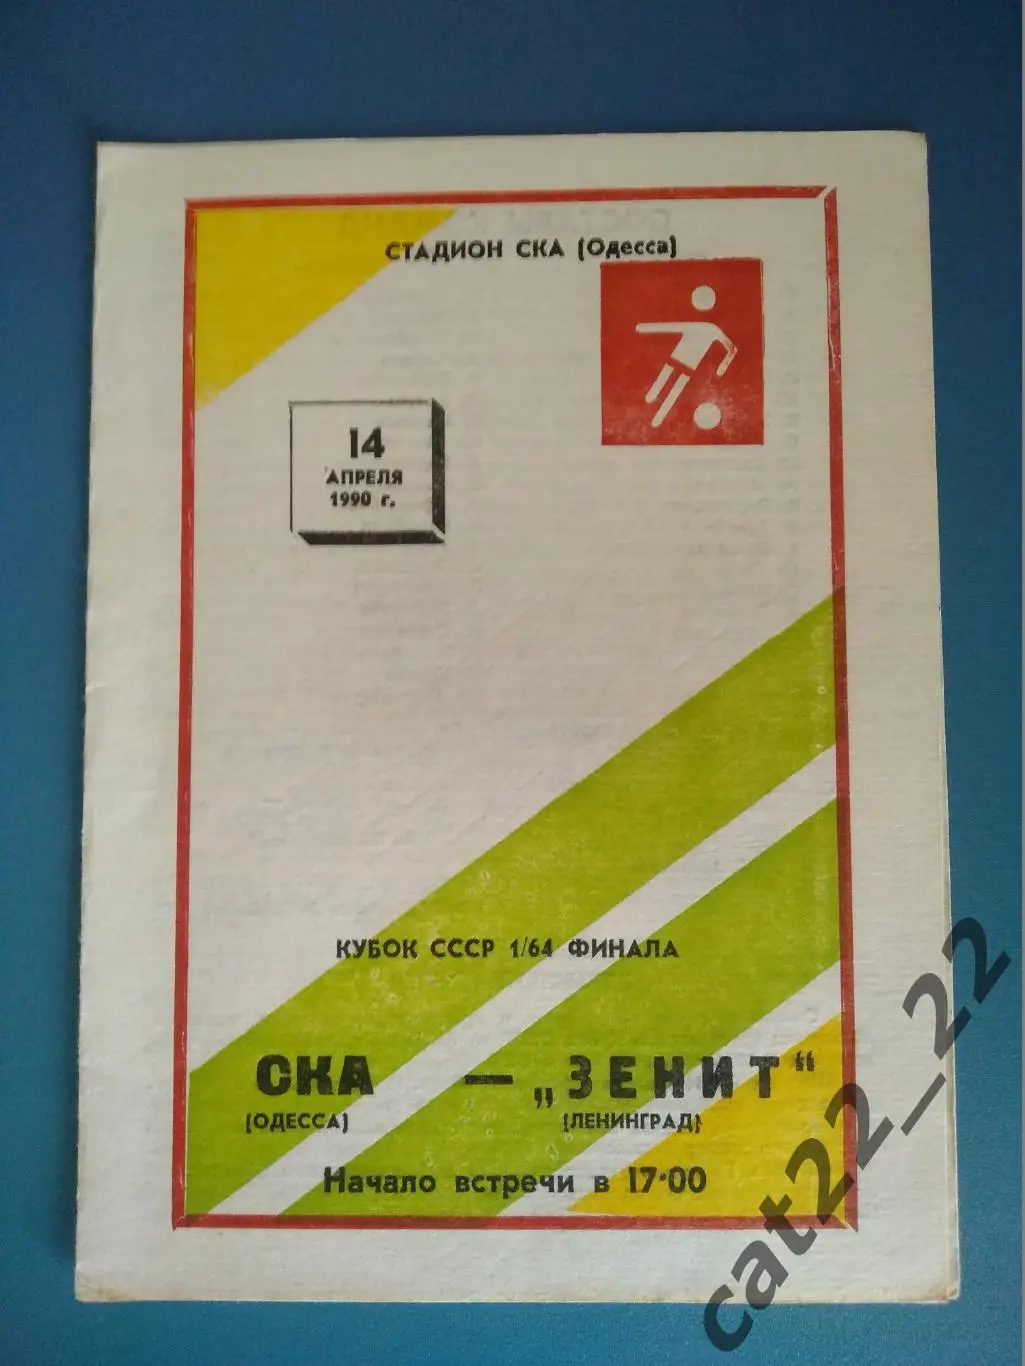 СТАДИОН СКА (Одесса)
14
АПРЕЛЯ
1990 г.
КУБОК СССР 1/64 ФИНАЛА
СКА — „ЗЕНИТ“
(ОДЕССА) (ЛЕНИНГРАД)
Начало встречи в 17·00
cat22_22